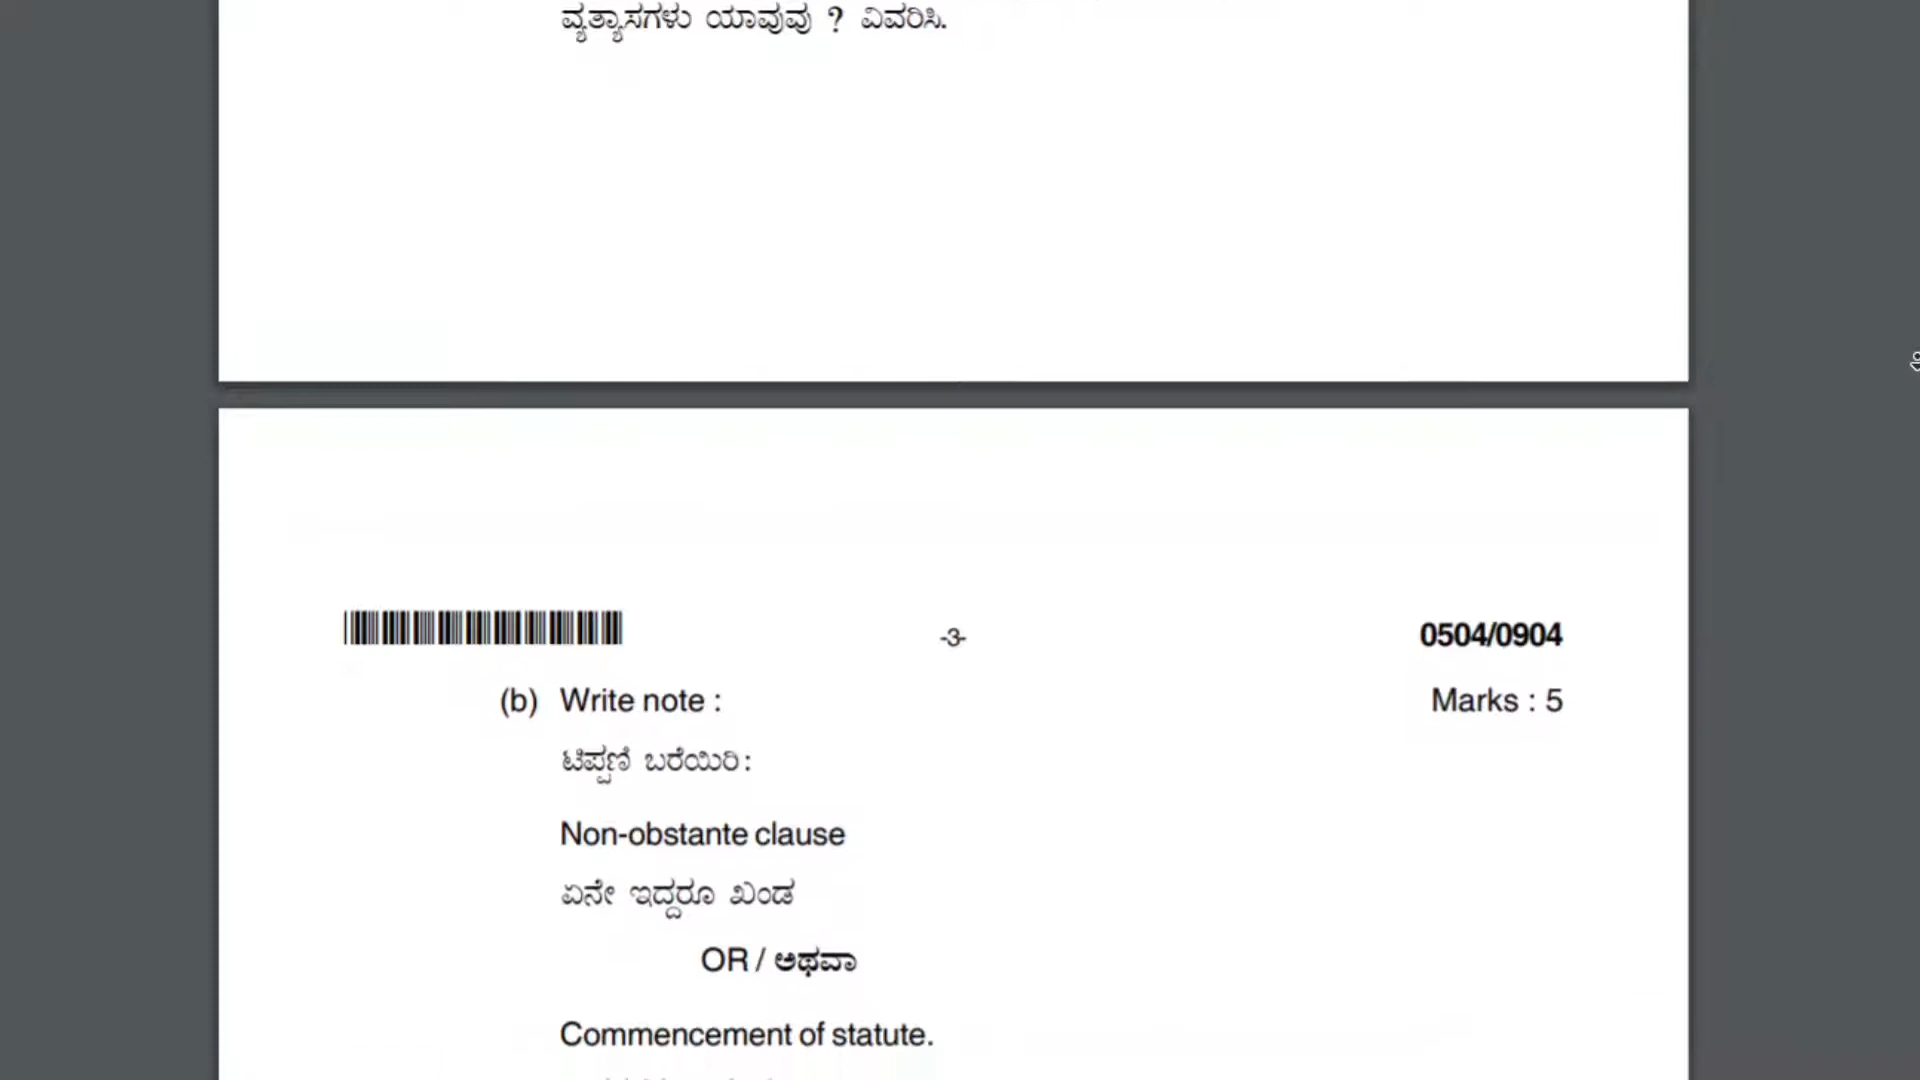 ವ್ಯತ್ಯಾಸಗಳು ಯಾವುವು ? ವಿವರಿಸಿ.
-3-
0504/0904
(b) Write note :
Marks : 5
ಟಿಪ್ಪಣಿ ಬರೆಯಿರಿ:
Non-obstante clause
ಏನೇ ಇದ್ದರೂ ಖಂಡ
OR / ಅಥವಾ
Commencement of statute.